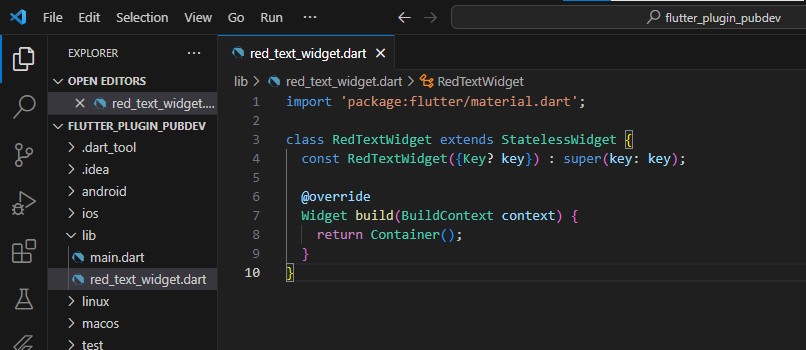 File Edit Selection View Go Run ··· flutter_plugin_pubdev
EXPLORER ···
OPEN EDITORS
red_text_widget....
FLUTTER_PLUGIN_PUBDEV
.dart_tool
.idea
android
ios
lib
main.dart
red_text_widget.dart
linux
macos
test
red_text_widget.dart
lib > red_text_widget.dart > RedTextWidget
1 import 'package:flutter/material.dart';
2
3 class RedTextWidget extends StatelessWidget {
4 const RedTextWidget({Key? key}) : super(key: key);
5
6 @override
7 Widget build(BuildContext context) {
8 return Container();
9 }
10 }